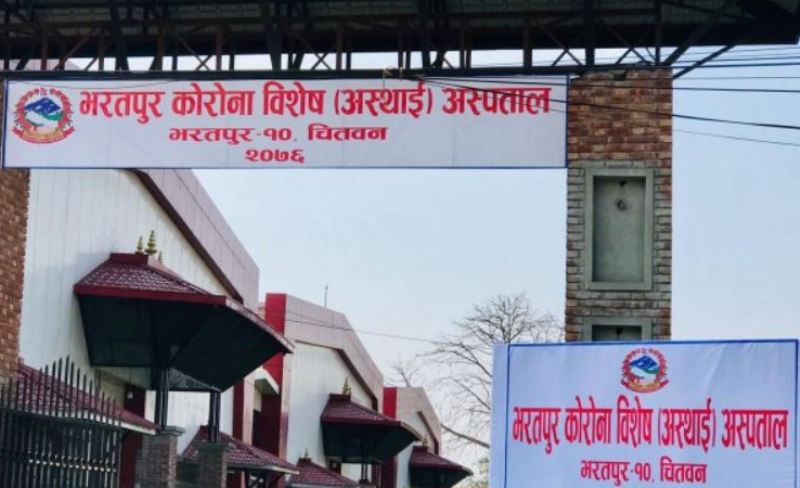 भरतपुर कोरोना विशेष (अस्थाई) अस्पताल
भरतपुर-१०, चितवन
२०७६
भरतपुर कोरोना विशेष (अस्थाई) अस्पताल
भरतपुर-१०, चितवन